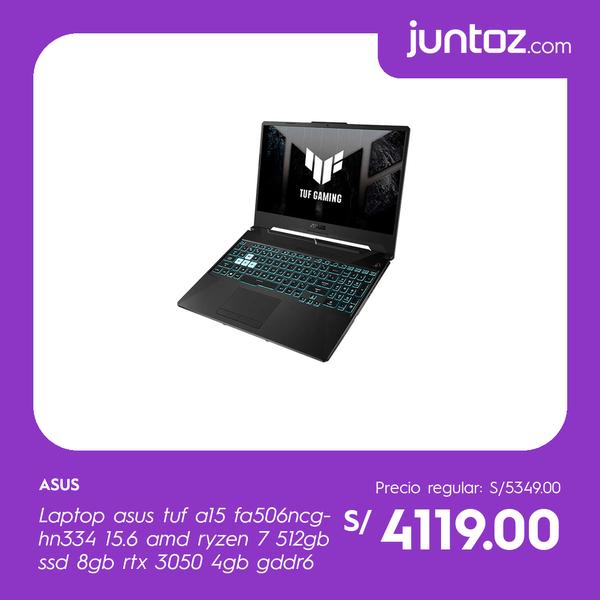 juntoz.com
TUF GAMING
ASUS
Laptop asus tuf a15 fa506ncg-
hn334 15.6 amd ryzen 7 512gb
ssd 8gb rtx 3050 4gb gddr6
Precio regular: S/5349.00
S/ 4119.00